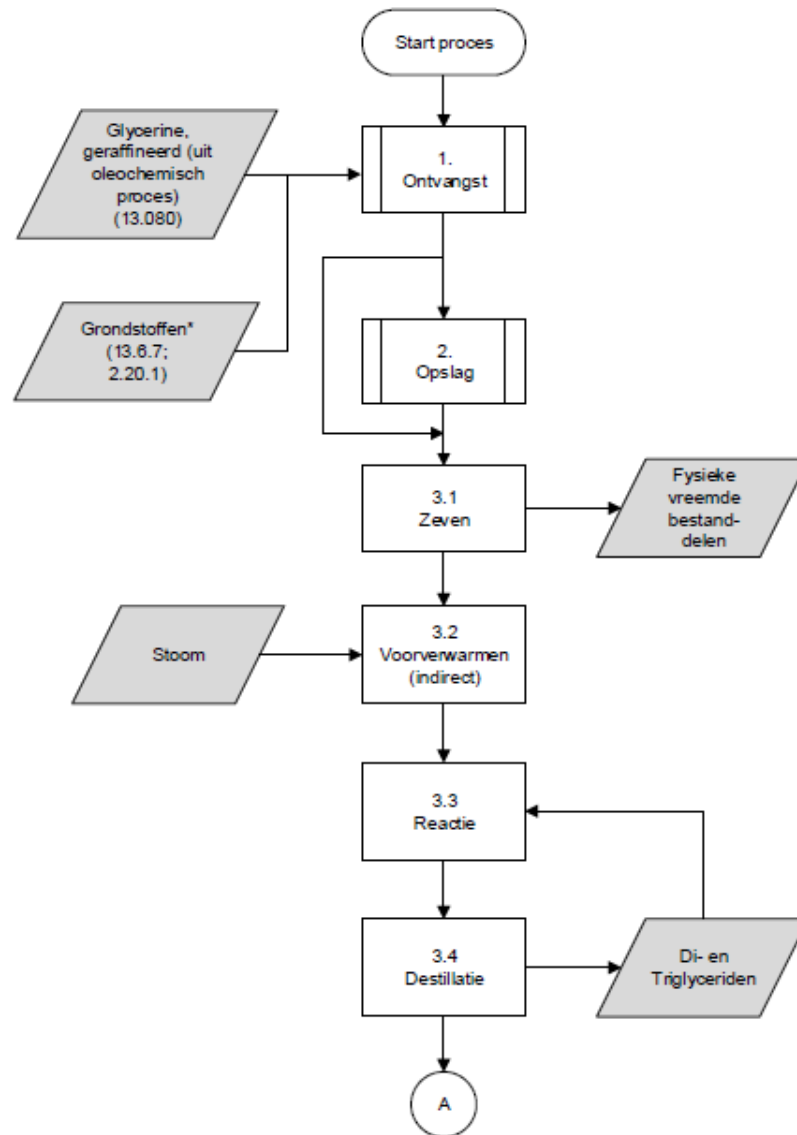 Start proces
Glycerine,
geraffineerd (uit
oleochemisch
proces)
(13.080)
1.
Ontvangst
Grondstoffen*
(13.6.7;
2.20.1)
2.
Opslag
3.1
Zeven
Fysieke
vreemde
bestand-
delen
Stoom
3.2
Voorverwarmen
(indirect)
3.3
Reactie
3.4
Destillatie
Di- en
Triglyceriden
A